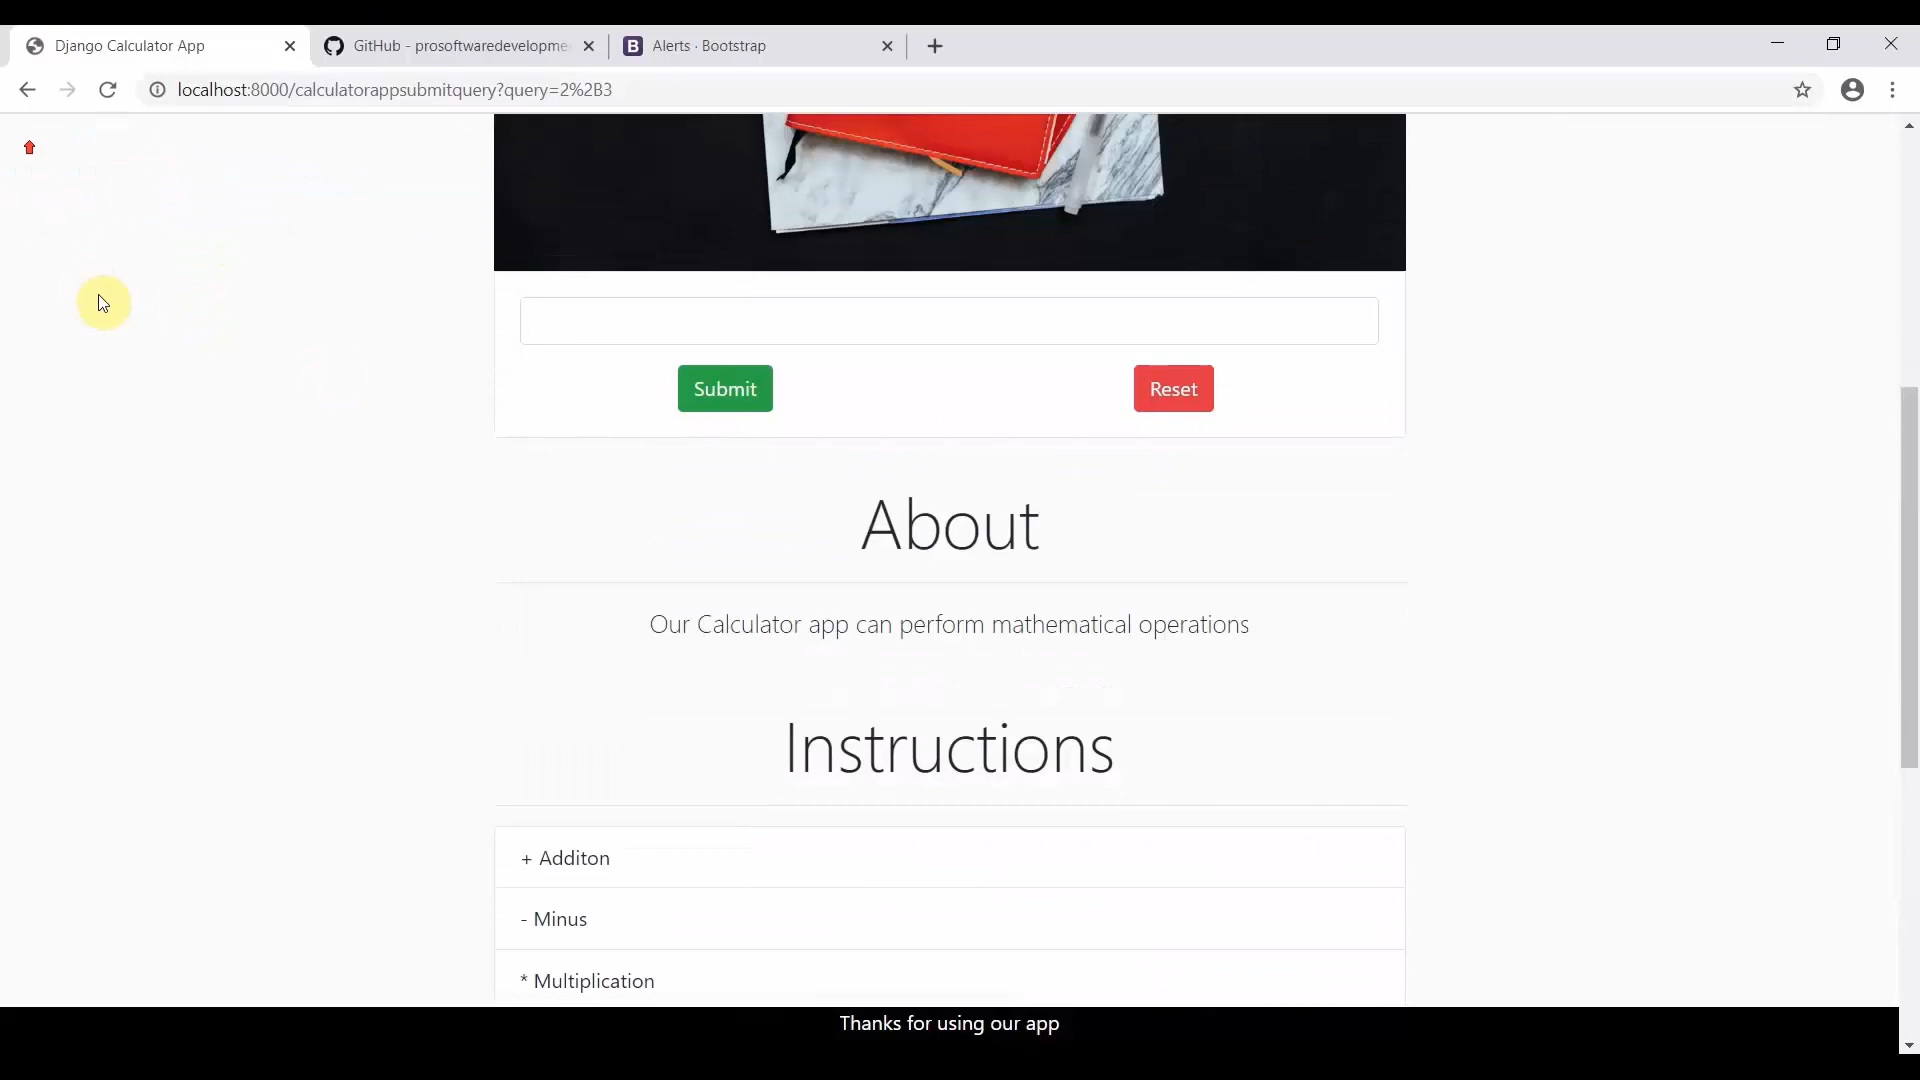 Django Calculator App
GitHub - prosoftwaredevelopme
Alerts · Bootstrap
localhost:8000/calculatorappsubmitquery?query=2%2B3
Submit
Reset
About
Our Calculator app can perform mathematical operations
Instructions
+ Additon
- Minus
* Multiplication
Thanks for using our app